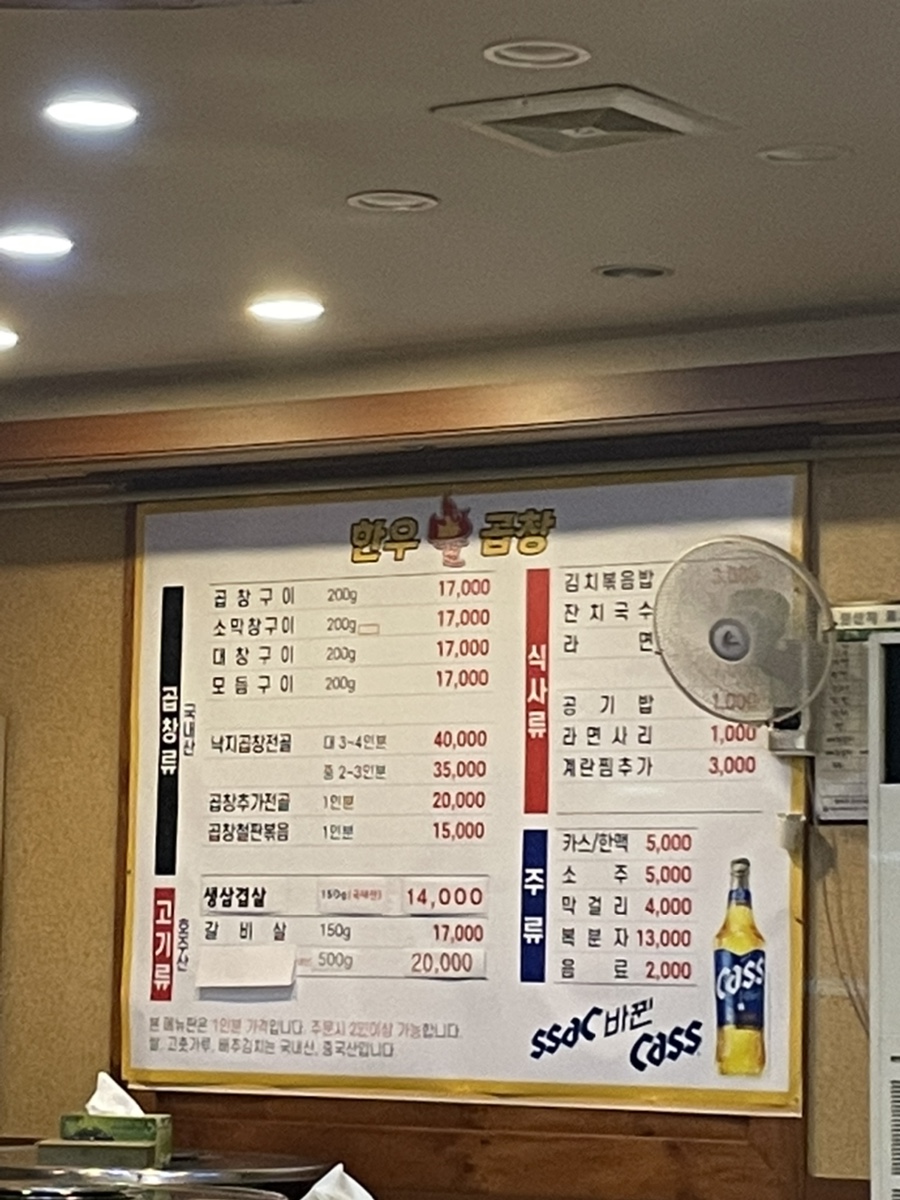 한우 곱창
곱창류 국내산
곱창구이 200g 17,000
소막창구이 200g 17,000
대창구이 200g 17,000
모듬구이 200g 17,000
낙지곱창전골 대 3~4인분 40,000
중 2~3인분 35,000
곱창추가전골 1인분 20,000
곱창철판볶음 1인분 15,000
고기류 호주산
생삼겹살 150g(국내산) 14,000
갈비살 150g 17,000
500g 20,000
본 메뉴판은 1인분 가격입니다. 주문시 2인이상 가능합니다.
쌀, 고춧가루, 배추김치는 국내산, 중국산입니다
식사류
김치볶음밥 3,000
잔치국수
라면
공기밥 1,000
라면사리 1,000
계란찜추가 3,000
주류
카스/한맥 5,000
소주 5,000
막걸리 4,000
복분자 13,000
음료 2,000
ssac 바뀐
Cass
Cass